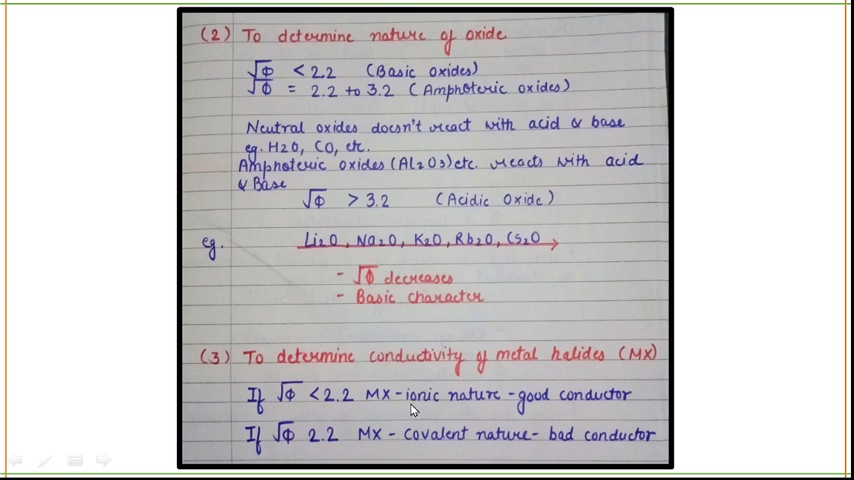 (2) To determine nature of oxide
√Φ < 2.2 (Basic oxides)
√Φ = 2.2 to 3.2 (Amphoteric oxides)
Neutral oxides doesn't react with acid & base
eg. H2O, CO, etc.
Amphoteric oxides (Al2O3) etc. reacts with acid
& Base
√Φ > 3.2 (Acidic Oxide)
eg. Li2O, Na2O, K2O, Rb2O, Cs2O
- √Φ decreases
- Basic character
(3) To determine conductivity of metal halides (MX)
If √Φ < 2.2 MX - ionic nature - good conductor
If √Φ 2.2 MX - covalent nature - bad conductor